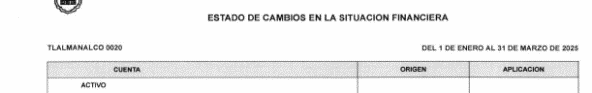 ESTADO DE CAMBIOS EN LA SITUACION FINANCIERA
TLALMANALCO 0020 DEL 1 DE ENERO AL 31 DE MARZO DE 2025
CUENTA ORIGEN APLICACION
ACTIVO